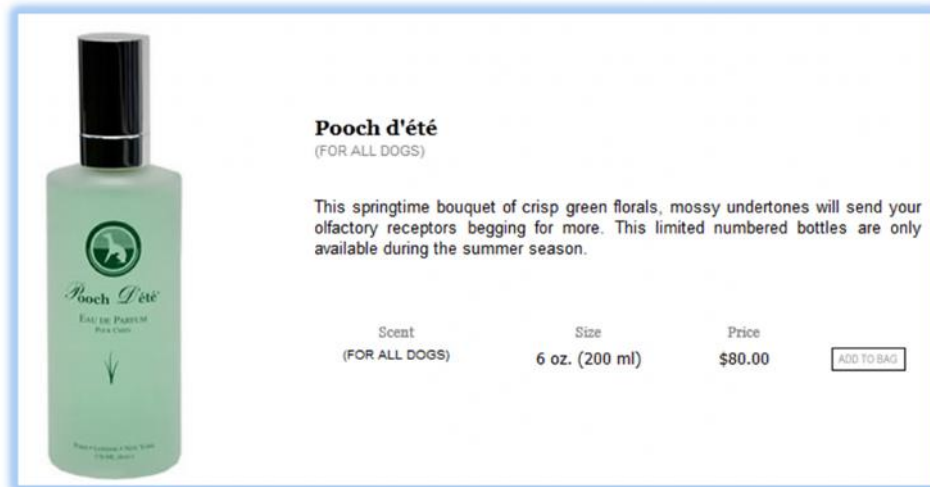 Pooch d'été
(FOR ALL DOGS)
This springtime bouquet of crisp green florals, mossy undertones will send your
olfactory receptors begging for more. This limited numbered bottles are only
available during the summer season.
Scent Size Price
(FOR ALL DOGS) 6 oz. (200 ml) $80.00 ADD TO BAG
Pooch D'été
EAU DE PARFUM